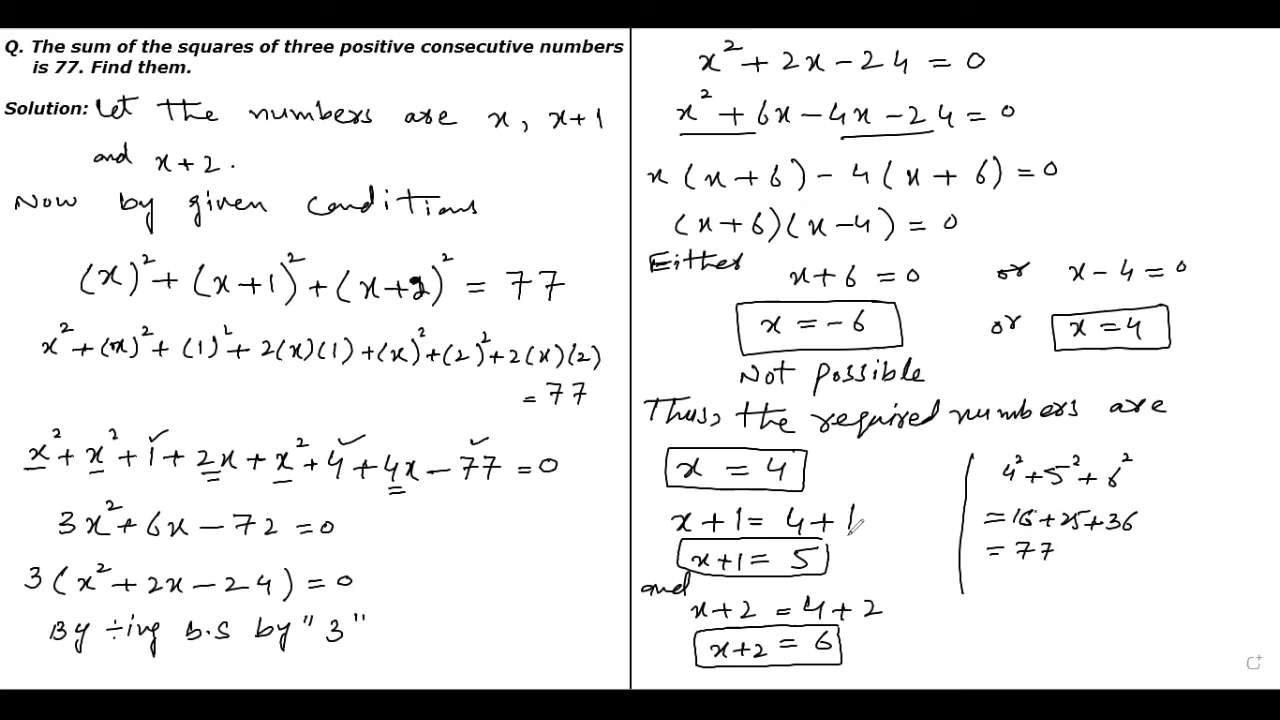 Q. The sum of the squares of three positive consecutive numbers
is 77. Find them.
Solution: Let the numbers are x, x+1
and x+2.
Now by given conditions
(x)² + (x+1)² + (x+2)² = 77
x² + (x)² + (1)² + 2(x)(1) + (x)² + (2)² + 2(x)(2)
= 77
x² + x² + 1 + 2x + x² + 4 + 4x - 77 = 0
3x² + 6x - 72 = 0
3(x² + 2x - 24) = 0
By ÷ing b.s by "3"
x² + 2x - 24 = 0
x² + 6x - 4x - 24 = 0
x(x+6) - 4(x+6) = 0
(x+6)(x-4) = 0
Either
x+6 = 0 or x-4 = 0
x = -6 or x = 4
Not possible
Thus, the required numbers are
x = 4
x+1 = 4+1
x+1 = 5
and
x+2 = 4+2
x+2 = 6
4² + 5² + 6²
= 16+25+36
= 77